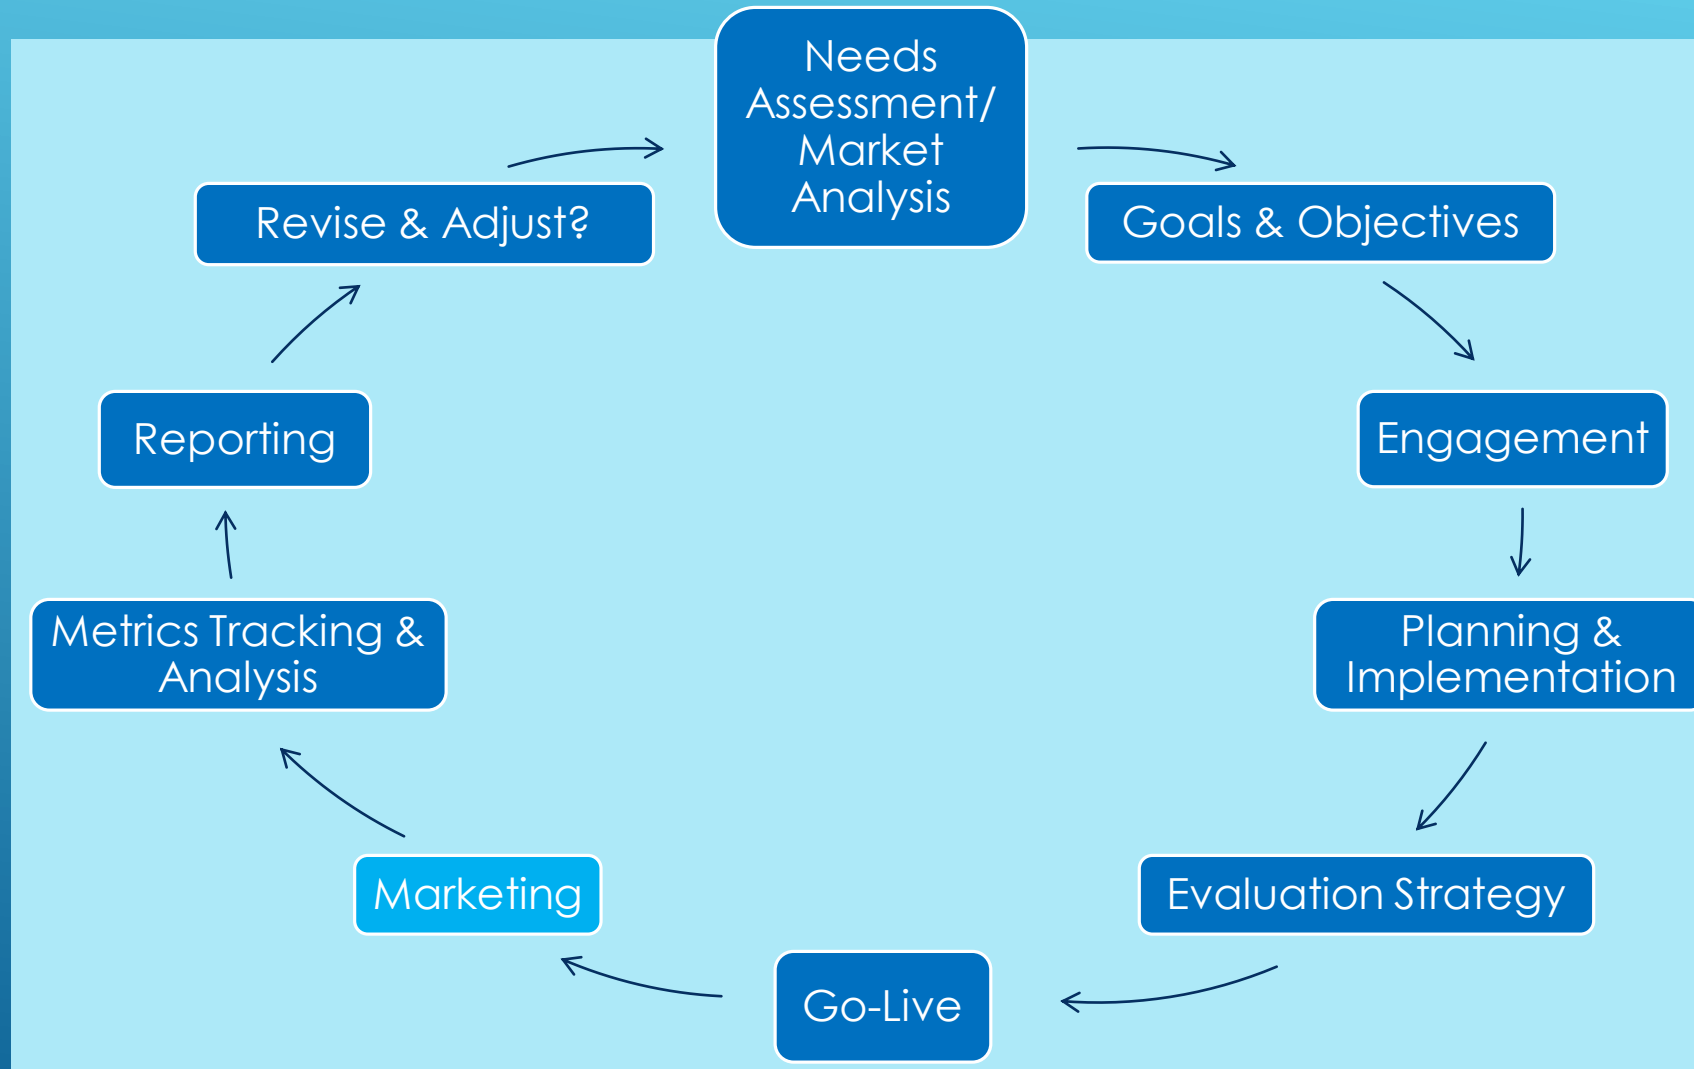 Needs
Assessment/
Market
Analysis
Goals & Objectives
Engagement
Planning &
Implementation
Evaluation Strategy
Go-Live
Marketing
Metrics Tracking &
Analysis
Reporting
Revise & Adjust?